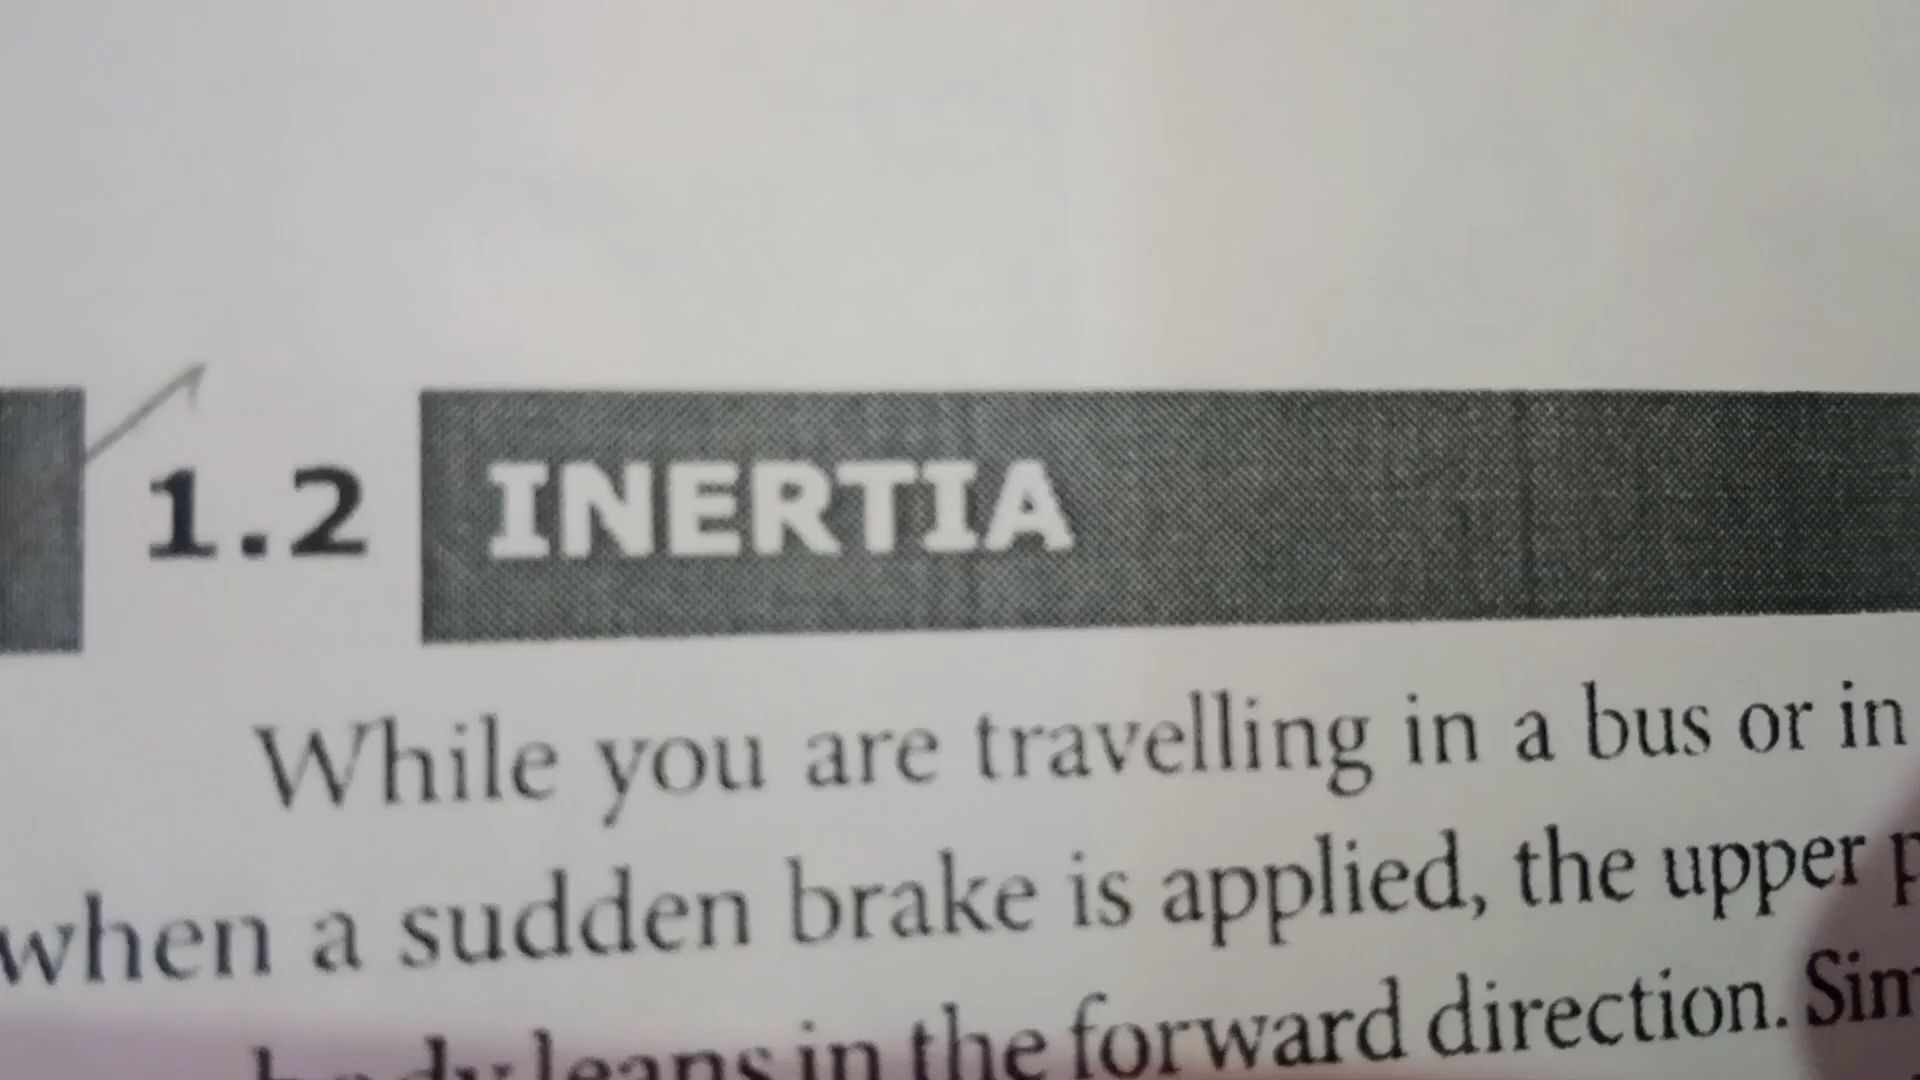 1.2 INERTIA
While you are travelling in a bus or in
when a sudden brake is applied, the upper
body leans in the forward direction.